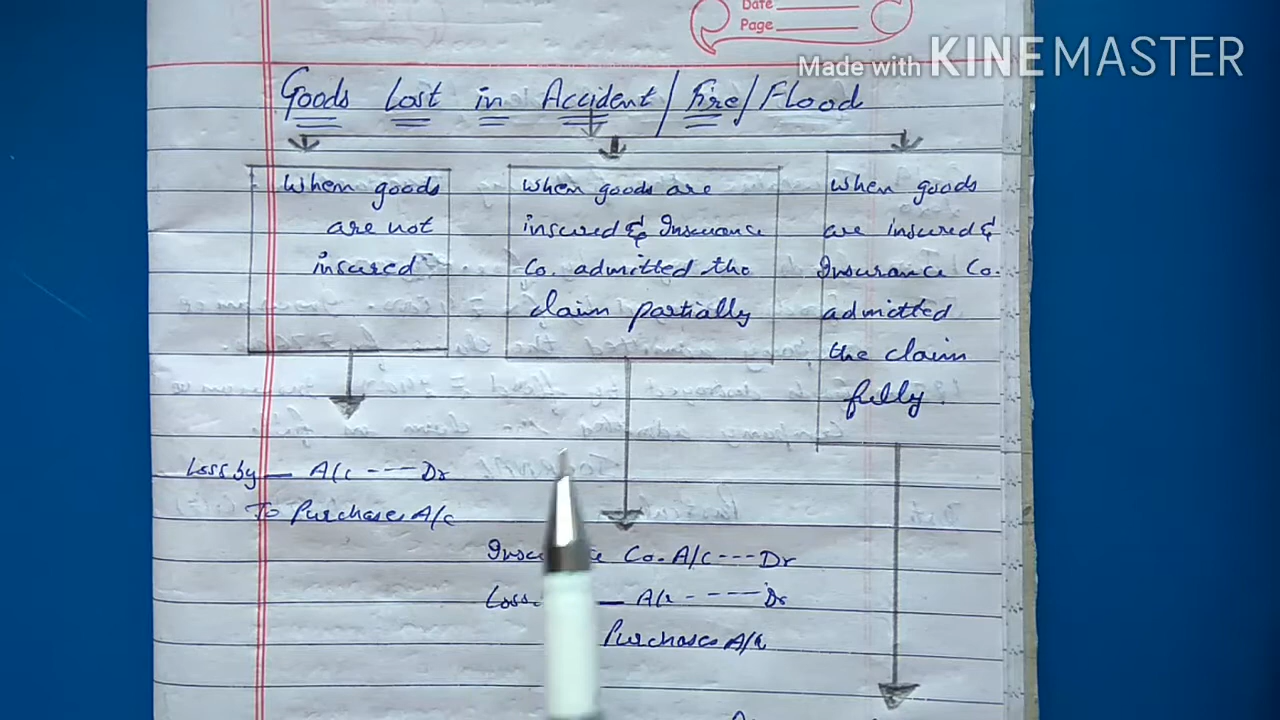 Date
Page
Made with KINEMASTER
Goods Lost in Accident/Fire/Flood
When goods
are not
insured
When goods are
insured & Insurance
Co. admitted the
claim partially
When goods
are insured &
Insurance Co.
admitted
the claim
fully
Loss by — A/c --- Dr
To Purchases A/c
Co. A/c --- Dr
— A/c - - - - Dr
Purchases A/c